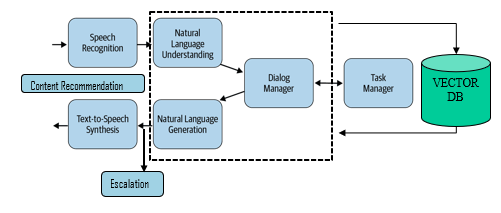 Speech
Recognition
Natural
Language
Understanding
Content Recommendation
Dialog
Manager
Task
Manager
VECTOR
DB
Text-to-Speech
Synthesis
Natural Language
Generation
Escalation